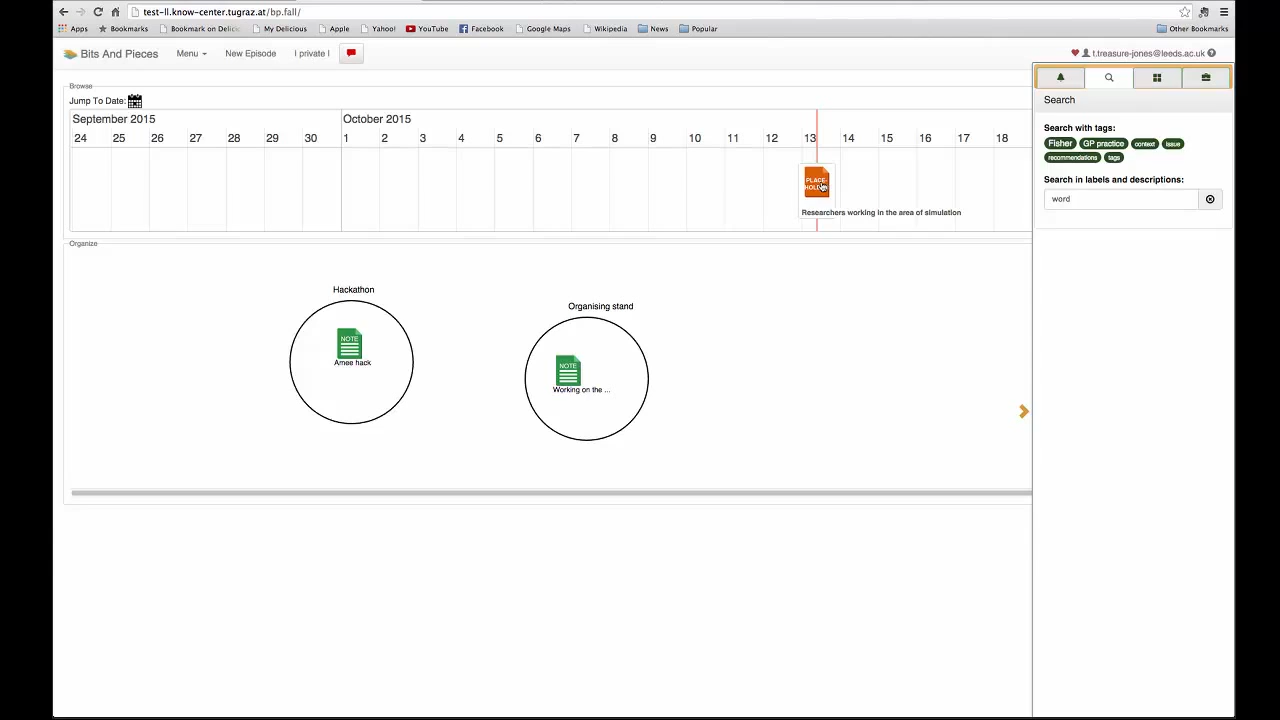 test-ll.know-center.tugraz.at/bp.fall/
Apps Bookmarks Bookmark on Delicio My Delicious Apple Yahoo! YouTube Facebook Google Maps Wikipedia News Popular Other Bookmarks
Bits And Pieces Menu New Episode I private I t.treasure-jones@leeds.ac.uk
Browse
Jump To Date:
September 2015 October 2015
24 25 26 27 28 29 30 1 2 3 4 5 6 7 8 9 10 11 12 13 14 15 16 17 18
Researchers working in the area of simulation
Organize
Hackathon
NOTE
Amee hack
Organising stand
NOTE
Working on the ...
Search
Search with tags:
Fisher GP practice context issue
recommendations tags
Search in labels and descriptions:
word